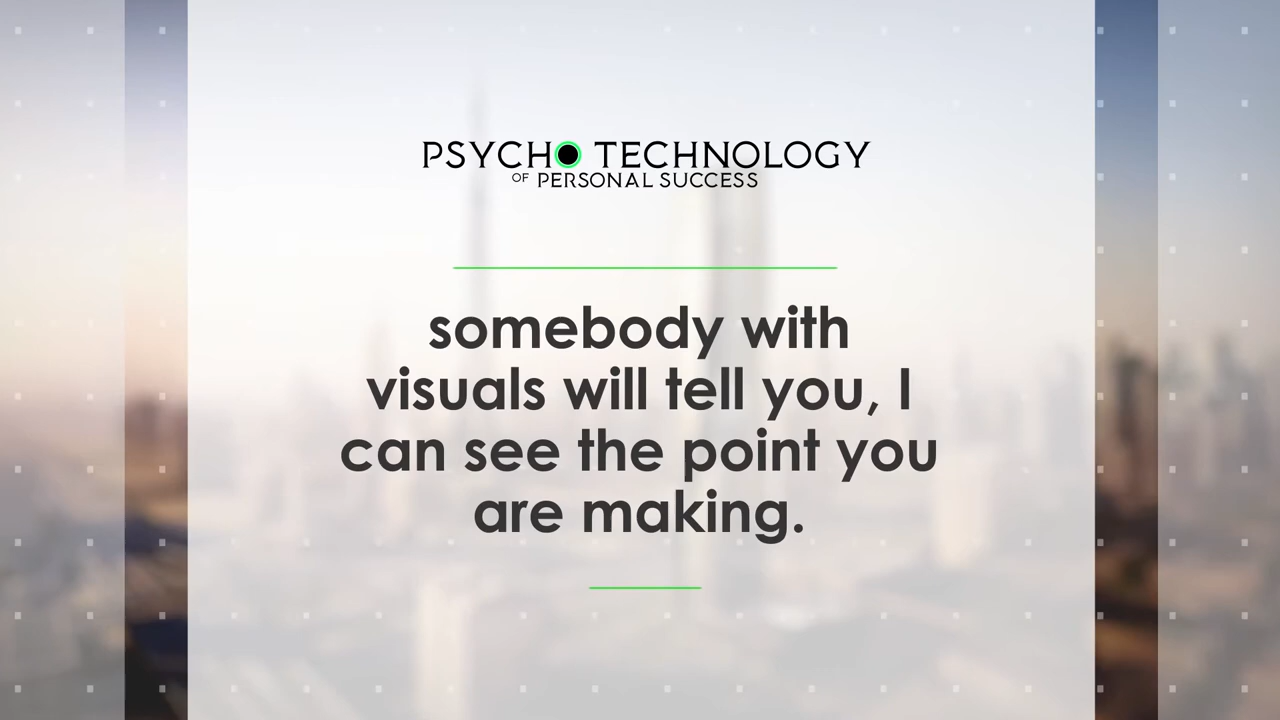 PSYCHO TECHNOLOGY
OF PERSONAL SUCCESS
somebody with
visuals will tell you, I
can see the point you
are making.